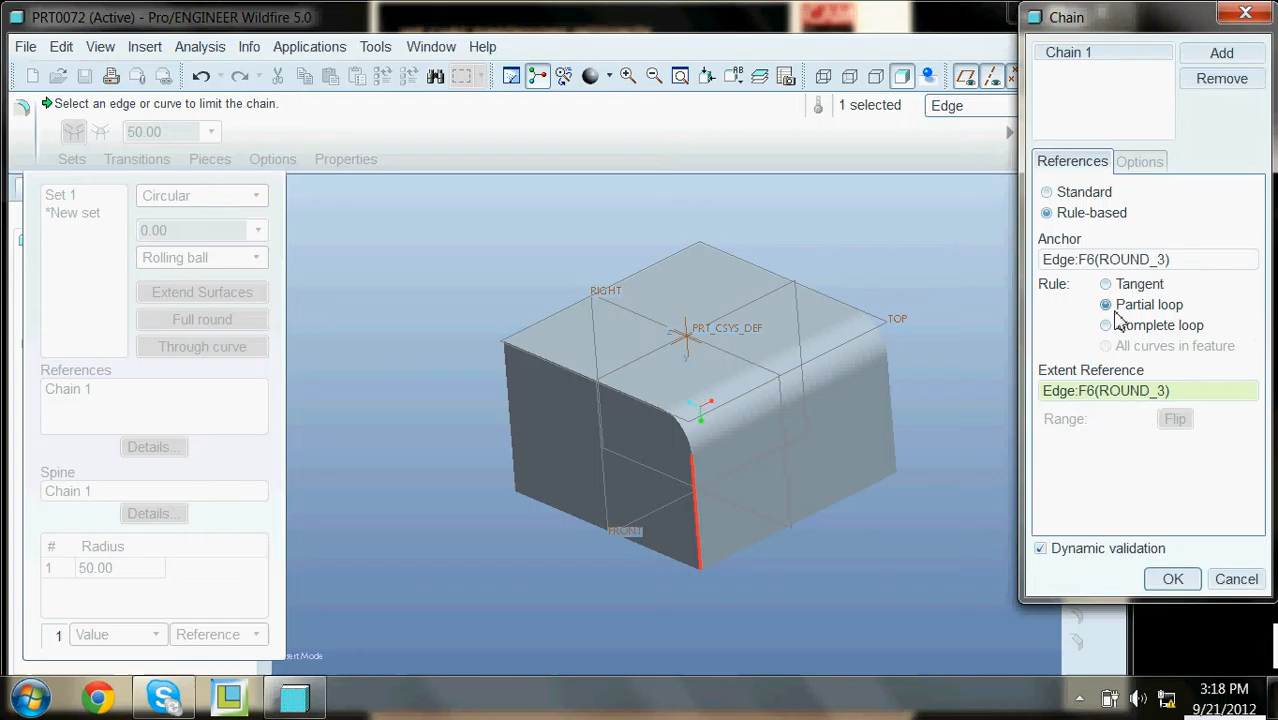 PRT0072 (Active) - Pro/ENGINEER Wildfire 5.0
File Edit View Insert Analysis Info Applications Tools Window Help
Select an edge or curve to limit the chain.
1 selected
Edge
50.00
Sets Transitions Pieces Options Properties
Set 1
*New set
Circular
0.00
Rolling ball
Extend Surfaces
Full round
Through curve
References
Chain 1
Details...
Spine
Chain 1
Details...
# Radius
1 50.00
1 Value Reference
RIGHT
PRT_CSYS_DEF
TOP
y
FRONT
sert Mode
Chain
Chain 1
Add
Remove
References Options
Standard
Rule-based
Anchor
Edge:F6(ROUND_3)
Rule:
Tangent
Partial loop
Complete loop
All curves in feature
Extent Reference
Edge:F6(ROUND_3)
Range: Flip
Dynamic validation
OK Cancel
3:18 PM
9/21/2012